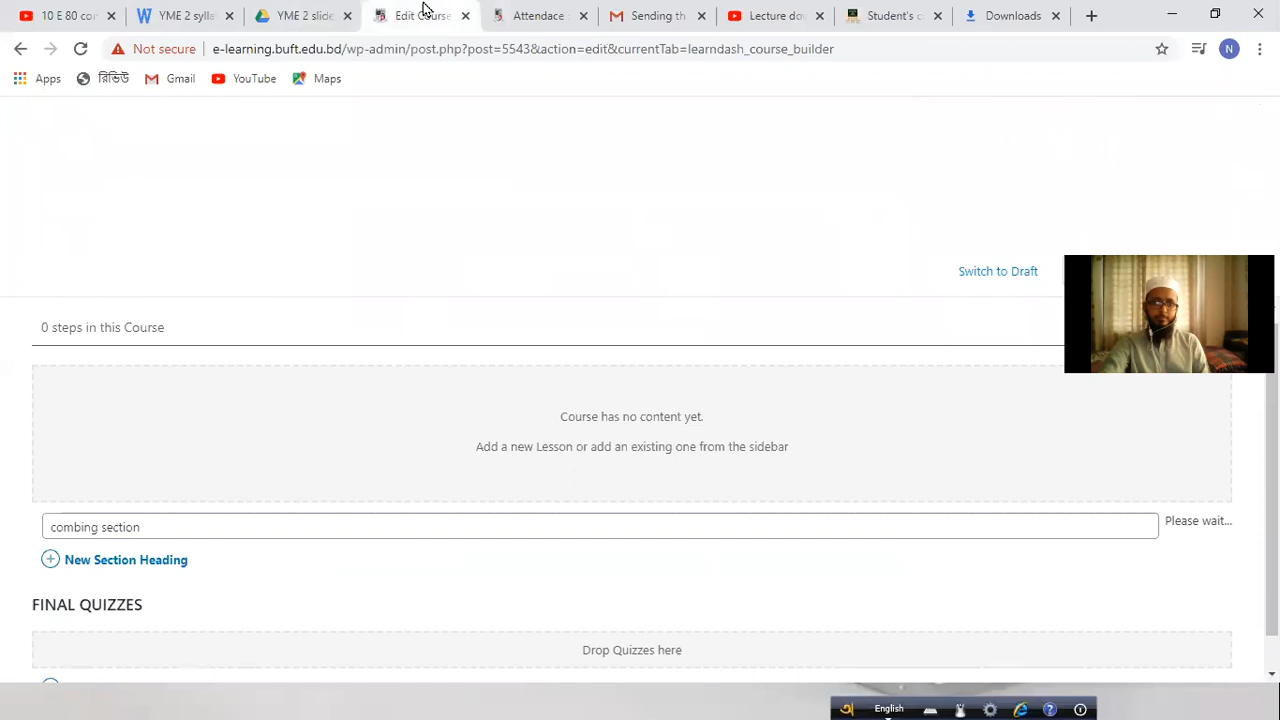 10 E 80 cor
YME 2 sylla
YME 2 slide
Edit Course
Attendace
Sending th
Lecture do
Student's c
Downloads
Not secure
e-learning.buft.edu.bd/wp-admin/post.php?post=5543&action=edit&currentTab=learndash_course_builder
N
Apps
রিভিউ
Gmail
YouTube
Maps
Switch to Draft
0 steps in this Course
Course has no content yet.
Add a new Lesson or add an existing one from the sidebar
combing section
Please wait...
New Section Heading
FINAL QUIZZES
Drop Quizzes here
English